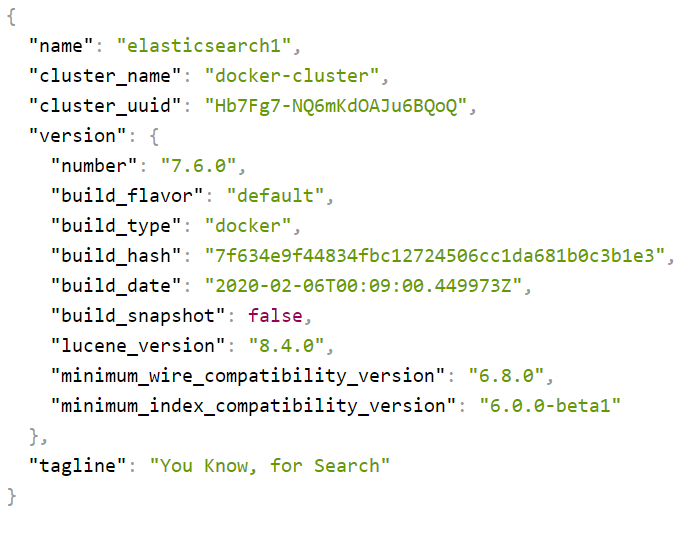 {
"name": "elasticsearch1",
"cluster_name": "docker-cluster",
"cluster_uuid": "Hb7Fg7-NQ6mKdOAJu6BQoQ",
"version": {
"number": "7.6.0",
"build_flavor": "default",
"build_type": "docker",
"build_hash": "7f634e9f44834fbc12724506cc1da681b0c3b1e3",
"build_date": "2020-02-06T00:09:00.449973Z",
"build_snapshot": false,
"lucene_version": "8.4.0",
"minimum_wire_compatibility_version": "6.8.0",
"minimum_index_compatibility_version": "6.0.0-beta1"
},
"tagline": "You Know, for Search"
}